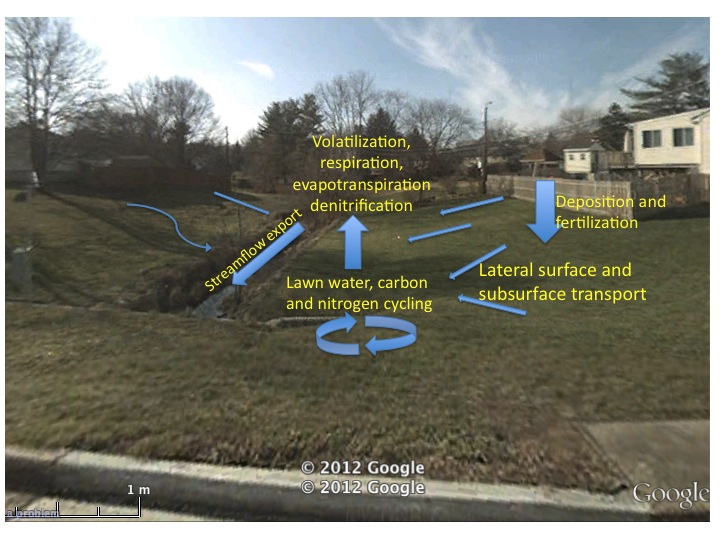 Volatilization,
respiration,
evapotranspiration
denitrification
Streamflow export
Deposition and
fertilization
Lateral surface and
subsurface transport
Lawn water, carbon
and nitrogen cycling
© 2012 Google
© 2012 Google
1 m
Google
a problem